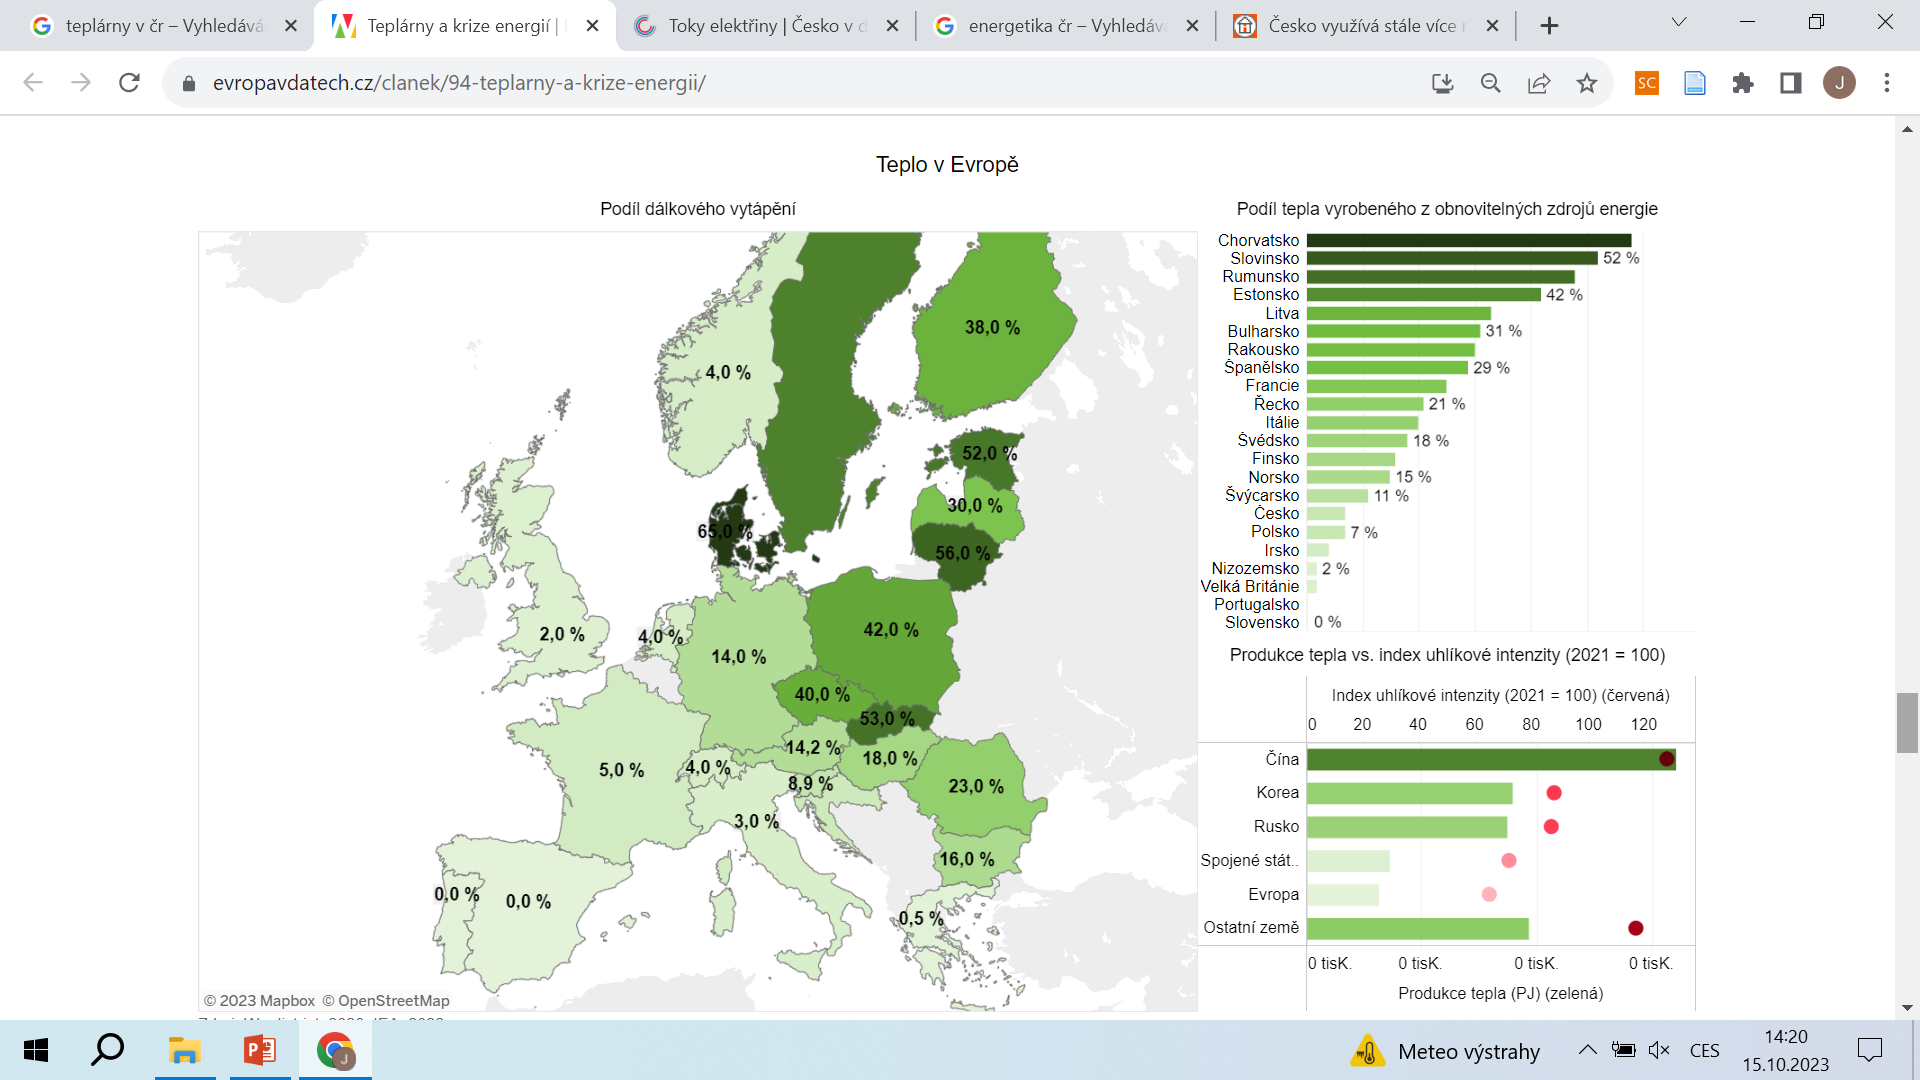 teplárny v čr – Vyhledává
Teplárny a krize energií |
Toky elektřiny | Česko v d
energetika čr – Vyhledáva
Česko využívá stále více
evropavdatech.cz/clanek/94-teplarny-a-krize-energii/
SC
J
Teplo v Evropě
Podíl dálkového vytápění
38,0 %
4,0 %
52,0 %
30,0 %
65,0 %
56,0 %
2,0 %
4,0 %
14,0 %
42,0 %
40,0 %
53,0 %
14,2 %
18,0 %
5,0 %
4,0 %
8,9 %
23,0 %
3,0 %
16,0 %
0,0 %
0,0 %
0,5 %
© 2023 Mapbox © OpenStreetMap
Podíl tepla vyrobeného z obnovitelných zdrojů energie
Chorvatsko
Slovinsko 52 %
Rumunsko
Estonsko 42 %
Litva
Bulharsko 31 %
Rakousko
Španělsko 29 %
Francie
Řecko 21 %
Itálie
Švédsko 18 %
Finsko
Norsko 15 %
Švýcarsko 11 %
Česko
Polsko 7 %
Irsko
Nizozemsko 2 %
Velká Británie
Portugalsko
Slovensko 0 %
Produkce tepla vs. index uhlíkové intenzity (2021 = 100)
Index uhlíkové intenzity (2021 = 100) (červená)
0 20 40 60 80 100 120
Čína
Korea
Rusko
Spojené stát..
Evropa
Ostatní země
0 tisK. 0 tisK. 0 tisK. 0 tisK.
Produkce tepla (PJ) (zelená)
J
Meteo výstrahy
CES
14:20
15.10.2023